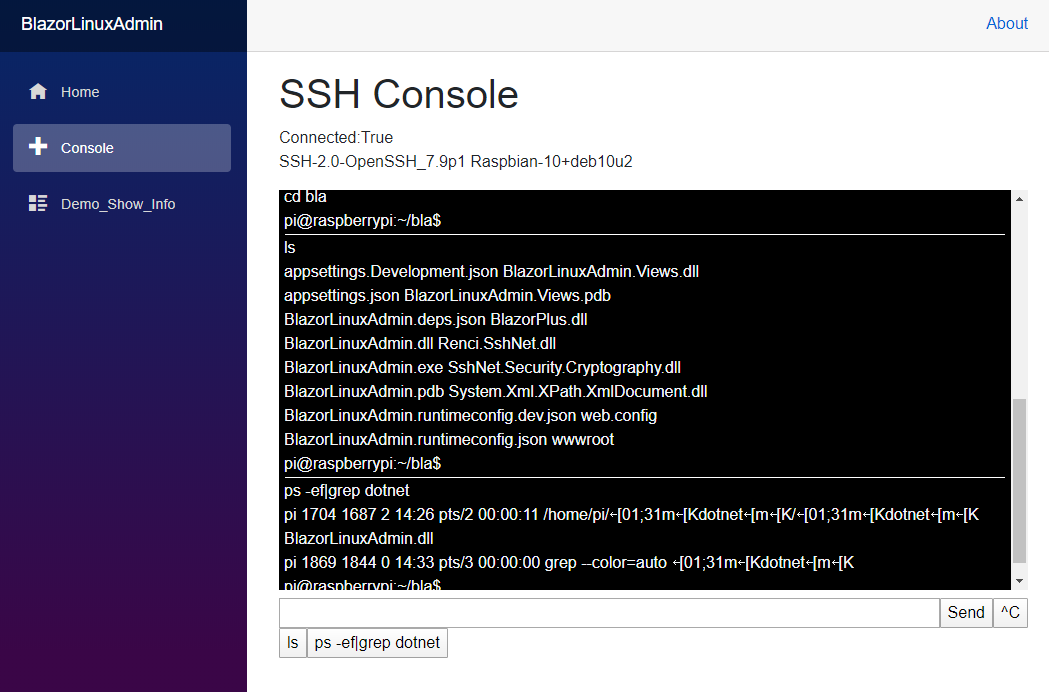 BlazorLinuxAdmin
About
Home
Console
Demo_Show_Info
SSH Console
Connected:True
SSH-2.0-OpenSSH_7.9p1 Raspbian-10+deb10u2
cd bla
pi@raspberrypi:~/bla$
ls
appsettings.Development.json BlazorLinuxAdmin.Views.dll
appsettings.json BlazorLinuxAdmin.Views.pdb
BlazorLinuxAdmin.deps.json BlazorPlus.dll
BlazorLinuxAdmin.dll Renci.SshNet.dll
BlazorLinuxAdmin.exe SshNet.Security.Cryptography.dll
BlazorLinuxAdmin.pdb System.Xml.XPath.XmlDocument.dll
BlazorLinuxAdmin.runtimeconfig.dev.json web.config
BlazorLinuxAdmin.runtimeconfig.json wwwroot
pi@raspberrypi:~/bla$
ps -ef|grep dotnet
pi 1704 1687 2 14:26 pts/2 00:00:11 /home/pi/←[01;31m←[Kdotnet←[m←[K/←[01;31m←[Kdotnet←[m←[K
BlazorLinuxAdmin.dll
pi 1869 1844 0 14:33 pts/3 00:00:00 grep --color=auto ←[01;31m←[Kdotnet←[m←[K
pi@raspberrypi:~/bla$
Send ^C
ls ps -ef|grep dotnet